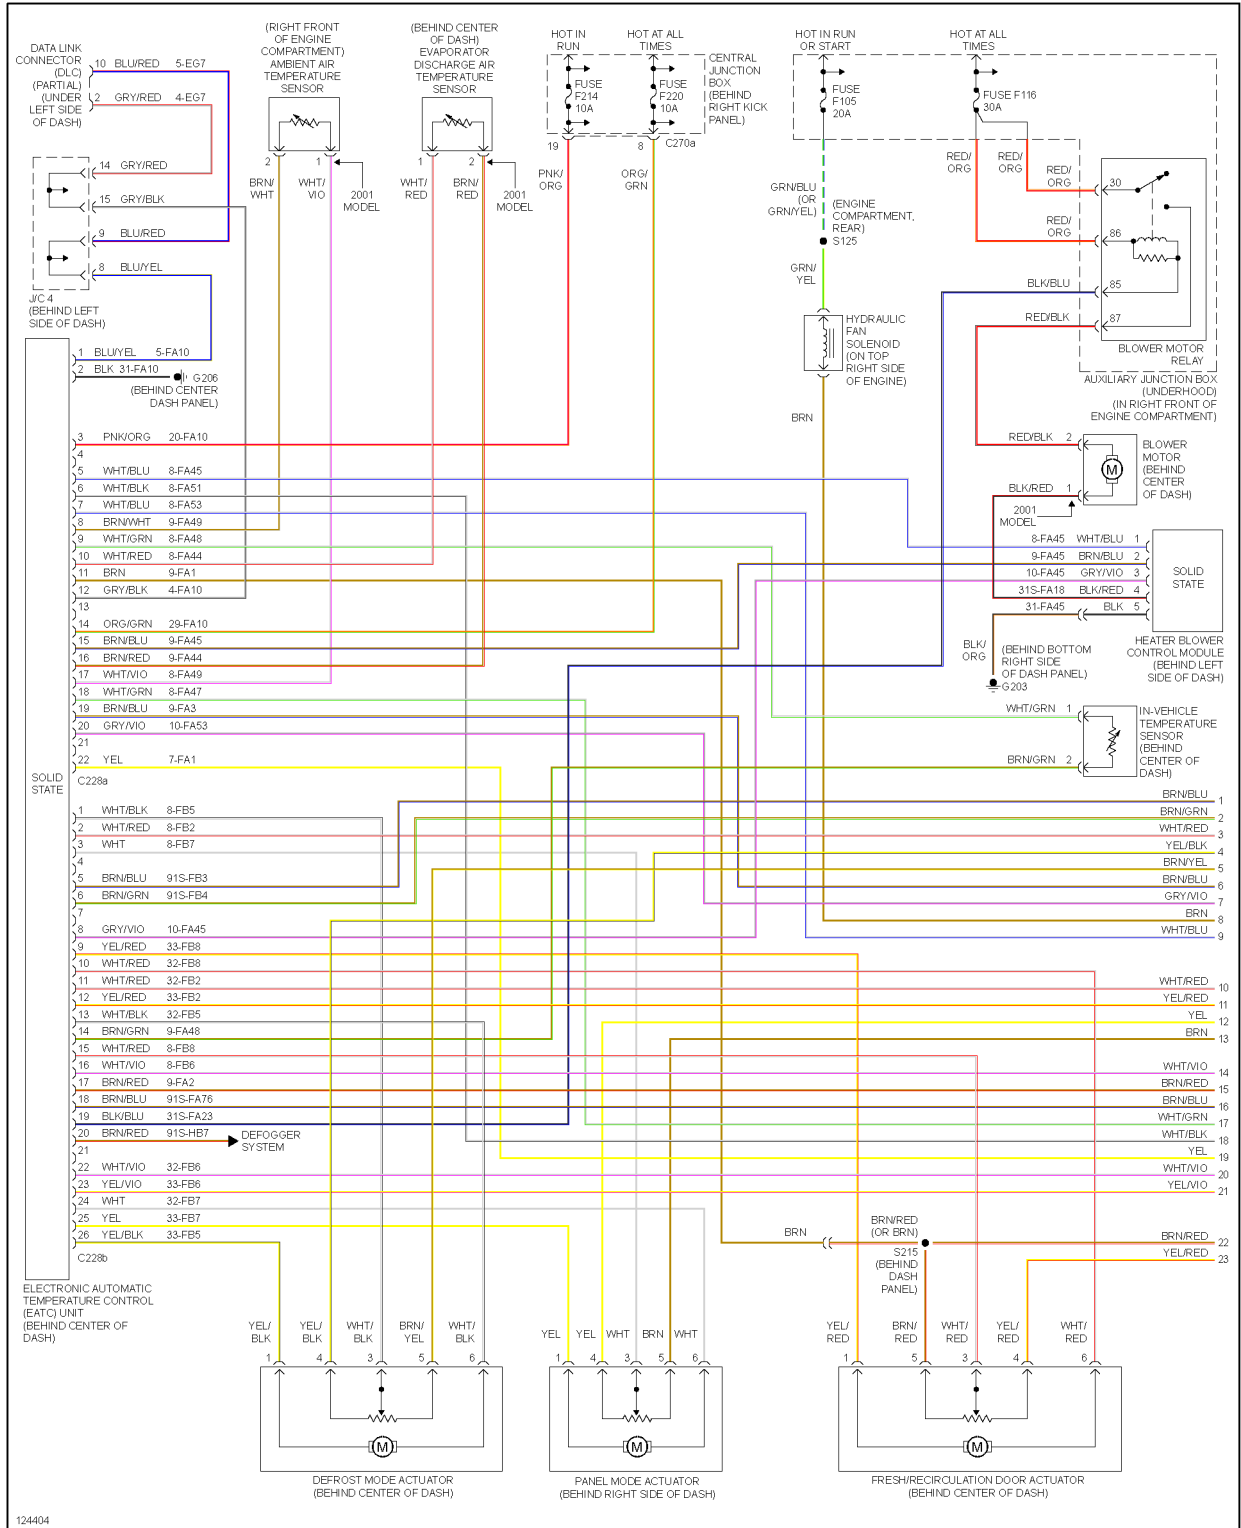 DATA LINK
CONNECTOR
(DLC)
(PARTIAL)
(UNDER
LEFT SIDE
OF DASH)
10 BLU/RED 5-EG7
2 GRY/RED 4-EG7
14 GRY/RED
15 GRY/BLK
9 BLU/RED
8 BLU/YEL
J/C 4
(BEHIND LEFT
SIDE OF DASH)
(RIGHT FRONT
OF ENGINE
COMPARTMENT)
AMBIENT AIR
TEMPERATURE
SENSOR
2 1
BRN/
WHT
WHT/
VIO
2001
MODEL
(BEHIND CENTER
OF DASH)
EVAPORATOR
DISCHARGE AIR
TEMPERATURE
SENSOR
1 2
WHT/
RED
BRN/
RED
2001
MODEL
HOT IN
RUN
HOT AT ALL
TIMES
FUSE
F214
10A
FUSE
F220
10A
CENTRAL
JUNCTION
BOX
(BEHIND
RIGHT KICK
PANEL)
19 8 C270a
PNK/
ORG
ORG/
GRN
HOT IN RUN
OR START
HOT AT ALL
TIMES
FUSE
F105
20A
FUSE F116
30A
GRN/BLU
(OR
GRN/YEL)
(ENGINE
COMPARTMENT,
REAR)
S125
GRN/
YEL
HYDRAULIC
FAN
SOLENOID
(ON TOP
RIGHT SIDE
OF ENGINE)
BRN
RED/
ORG
RED/
ORG
RED/
ORG
30
RED/
ORG
86
BLK/BLU 85
RED/BLK 87
BLOWER MOTOR
RELAY
AUXILIARY JUNCTION BOX
(UNDERHOOD)
(IN RIGHT FRONT OF
ENGINE COMPARTMENT)
RED/BLK 2
BLK/RED 1
M
2001
MODEL
BLOWER
MOTOR
(BEHIND
CENTER
OF DASH)
8-FA45 WHT/BLU 1
9-FA45 BRN/BLU 2
10-FA45 GRY/VIO 3
31S-FA18 BLK/RED 4
31-FA45 BLK 5
SOLID
STATE
HEATER BLOWER
CONTROL MODULE
(BEHIND LEFT
SIDE OF DASH)
BLK/
ORG
(BEHIND BOTTOM
RIGHT SIDE
OF DASH PANEL)
G203
WHT/GRN 1
BRN/GRN 2
IN-VEHICLE
TEMPERATURE
SENSOR
(BEHIND
CENTER OF
DASH)
1 BLU/YEL 5-FA10
2 BLK 31-FA10
G206
(BEHIND CENTER
DASH PANEL)
3 PNK/ORG 20-FA10
4
5 WHT/BLU 8-FA45
6 WHT/BLK 8-FA51
7 WHT/BLU 8-FA53
8 BRN/WHT 9-FA49
9 WHT/GRN 8-FA48
10 WHT/RED 8-FA44
11 BRN 9-FA1
12 GRY/BLK 4-FA10
13
14 ORG/GRN 29-FA10
15 BRN/BLU 9-FA45
16 BRN/RED 9-FA44
17 WHT/VIO 8-FA49
18 WHT/GRN 8-FA47
19 BRN/BLU 9-FA3
20 GRY/VIO 10-FA53
21
22 YEL 7-FA1
C228a
SOLID
STATE
1 WHT/BLK 8-FB5
2 WHT/RED 8-FB2
3 WHT 8-FB7
4
5 BRN/BLU 91S-FB3
6 BRN/GRN 91S-FB4
7
8 GRY/VIO 10-FA45
9 YEL/RED 33-FB8
10 WHT/RED 32-FB8
11 WHT/RED 32-FB2
12 YEL/RED 33-FB2
13 WHT/BLK 32-FB5
14 BRN/GRN 9-FA48
15 WHT/RED 8-FB8
16 WHT/VIO 8-FB6
17 BRN/RED 9-FA2
18 BRN/BLU 91S-FA76
19 BLK/BLU 31S-FA23
20 BRN/RED 91S-HB7
DEFOGGER
SYSTEM
21
22 WHT/VIO 32-FB6
23 YEL/VIO 33-FB6
24 WHT 32-FB7
25 YEL 33-FB7
26 YEL/BLK 33-FB5
C228b
ELECTRONIC AUTOMATIC
TEMPERATURE CONTROL
(EATC) UNIT
(BEHIND CENTER OF
DASH)
BRN/BLU 1
BRN/GRN 2
WHT/RED 3
YEL/BLK 4
BRN/YEL 5
BRN/BLU 6
GRY/VIO 7
BRN 8
WHT/BLU 9
WHT/RED 10
YEL/RED 11
YEL 12
BRN 13
WHT/VIO 14
BRN/RED 15
BRN/BLU 16
WHT/GRN 17
WHT/BLK 18
YEL 19
WHT/VIO 20
YEL/VIO 21
BRN/RED 22
YEL/RED 23
BRN
BRN/RED
(OR BRN)
S215
(BEHIND
DASH
PANEL)
YEL/
BLK
YEL/
BLK
WHT/
BLK
BRN/
YEL
WHT/
BLK
1 4 3 5 6
M
DEFROST MODE ACTUATOR
(BEHIND CENTER OF DASH)
YEL YEL WHT BRN WHT
1 4 3 5 6
M
PANEL MODE ACTUATOR
(BEHIND RIGHT SIDE OF DASH)
YEL/
RED
BRN/
RED
WHT/
RED
YEL/
RED
WHT/
RED
1 5 3 4 6
M
FRESH/RECIRCULATION DOOR ACTUATOR
(BEHIND CENTER OF DASH)
124404